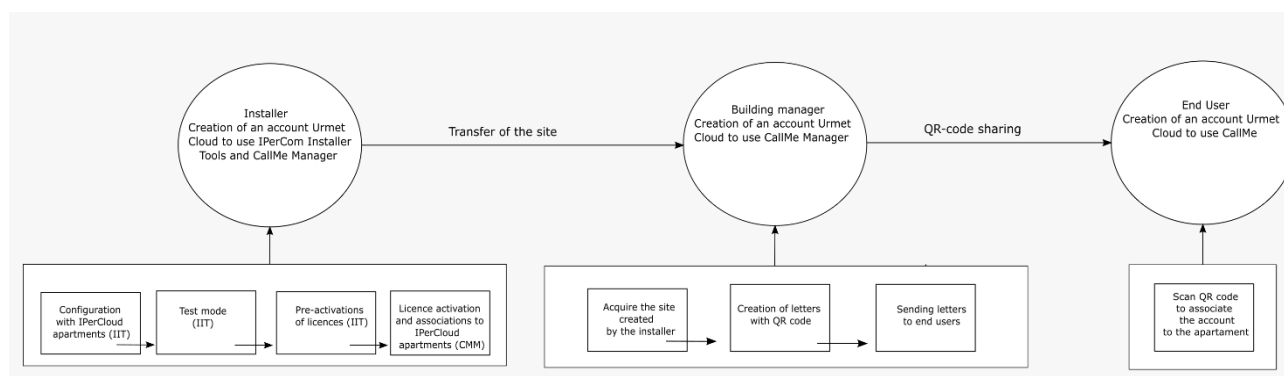 Installer
Creation of an account Urmet
Cloud to use IPerCom Installer
Tools and CallMe Manager
Transfer of the site
Building manager
Creation of an account Urmet
Cloud to use CallMe Manager
QR-code sharing
End User
Creation of an account Urmet
Cloud to use CallMe
Configuration
with IPerCloud
apartments (IIT)
Test mode
(IIT)
Pre-activations
of licences (IIT)
Licence activation
and associations to
IPerCloud
apartments (CMM)
Acquire the site
created
by the installer
Creation of letters
with QR code
Sending letters
to end users
Scan QR code
to associate
the account
to the apartament